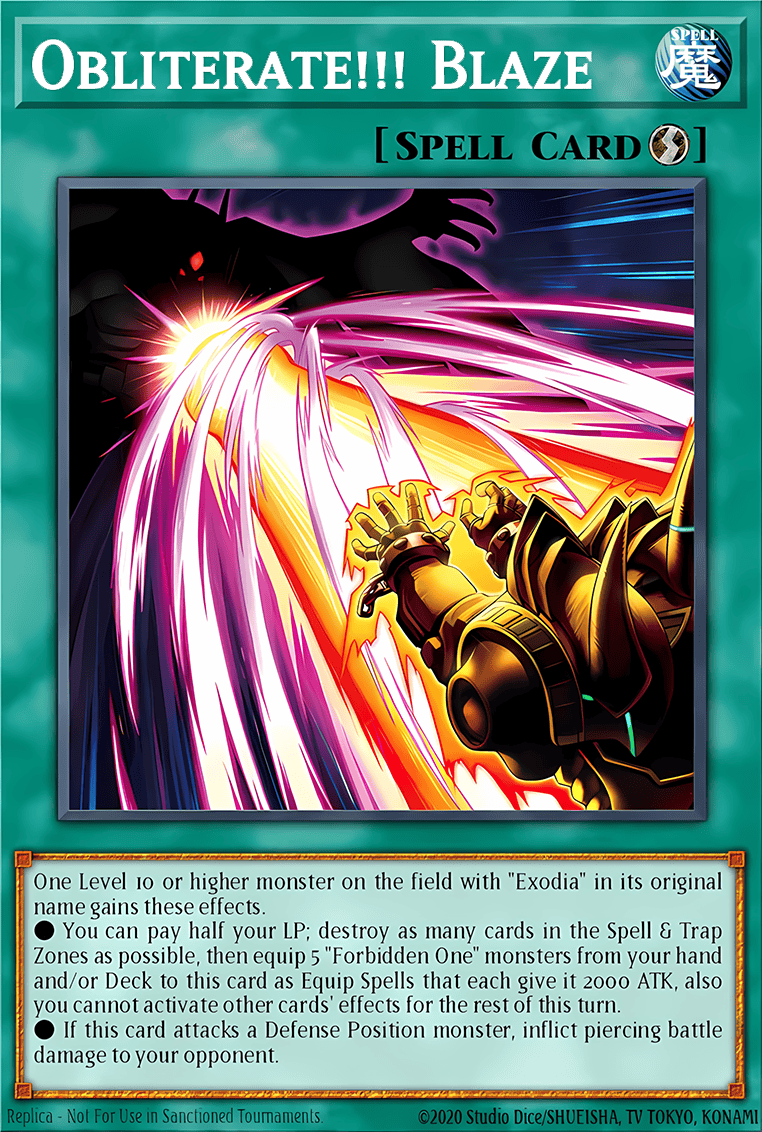 Obliterate!!! Blaze
SPELL
魔
[Spell Card]
One Level 10 or higher monster on the field with "Exodia" in its original
name gains these effects.
● You can pay half your LP; destroy as many cards in the Spell & Trap
Zones as possible, then equip 5 "Forbidden One" monsters from your hand
and/or Deck to this card as Equip Spells that each give it 2000 ATK, also
you cannot activate other cards' effects for the rest of this turn.
● If this card attacks a Defense Position monster, inflict piercing battle
damage to your opponent.
Replica - Not For Use in Sanctioned Tournaments.
©2020 Studio Dice/SHUEISHA, TV TOKYO, KONAMI